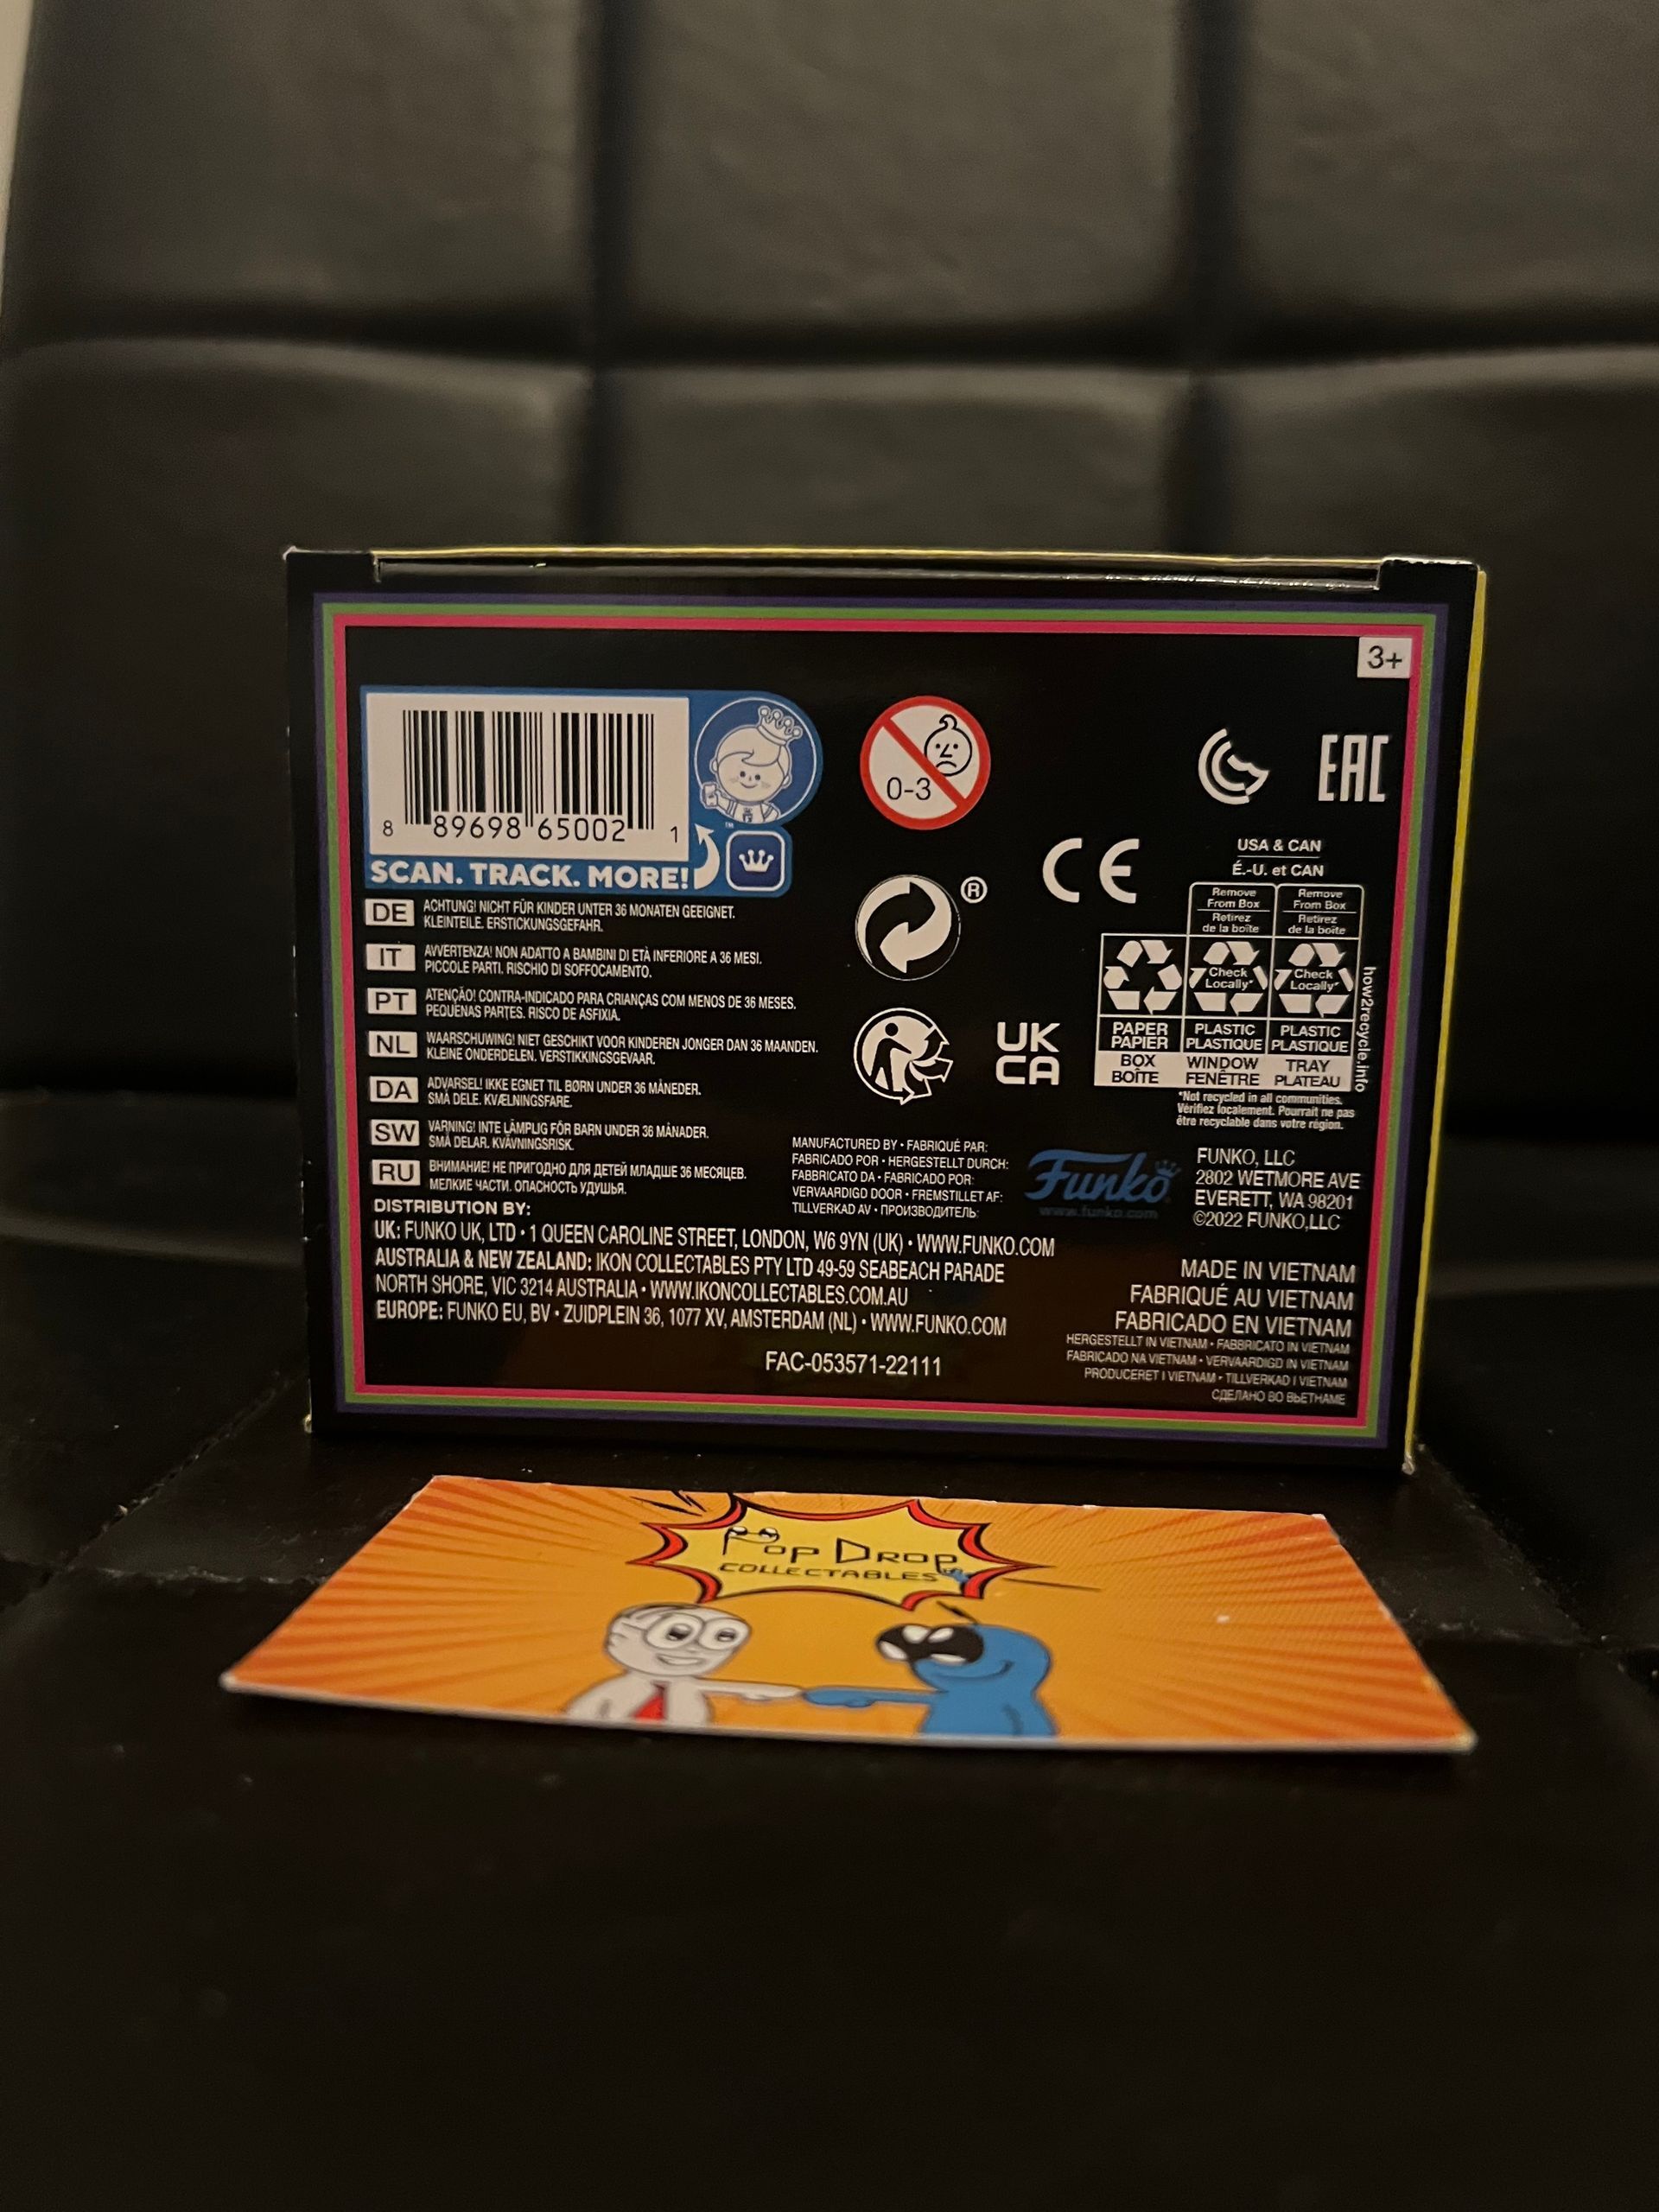 3+
8 89698 65002 1
™
SCAN. TRACK. MORE!
DE ACHTUNG! NICHT FÜR KINDER UNTER 36 MONATEN GEEIGNET.
KLEINTEILE. ERSTICKUNGSGEFAHR.
IT AVVERTENZA! NON ADATTO A BAMBINI DI ETÀ INFERIORE A 36 MESI.
PICCOLE PARTI. RISCHIO DI SOFFOCAMENTO.
PT ATENÇÃO! CONTRA-INDICADO PARA CRIANÇAS COM MENOS DE 36 MESES.
PEQUENAS PARTES. RISCO DE ASFIXIA.
NL WAARSCHUWING! NIET GESCHIKT VOOR KINDEREN JONGER DAN 36 MAANDEN.
KLEINE ONDERDELEN. VERSTIKKINGSGEVAAR.
DA ADVARSEL! IKKE EGNET TIL BØRN UNDER 36 MÅNEDER.
SMÅ DELE. KVÆLNINGSFARE.
SW VARNING! INTE LÄMPLIG FÖR BARN UNDER 36 MÅNADER.
SMÅ DELAR. KVÄVNINGSRISK.
RU ВНИМАНИЕ! НЕ ПРИГОДНО ДЛЯ ДЕТЕЙ МЛАДШЕ 36 МЕСЯЦЕВ.
МЕЛКИЕ ЧАСТИ. ОПАСНОСТЬ УДУШЬЯ.
0-3
®
UK
CA
CE
EAC
USA & CAN
É.-U. et CAN
Remove
From Box
Retirez
de la boîte
Remove
From Box
Retirez
de la boîte
Check
Locally*
Check
Locally*
PAPER
PAPIER
BOX
BOÎTE
PLASTIC
PLASTIQUE
WINDOW
FENÊTRE
PLASTIC
PLASTIQUE
TRAY
PLATEAU
how2recycle.info
*Not recycled in all communities.
Vérifiez localement. Pourrait ne pas
être recyclable dans votre région.
MANUFACTURED BY • FABRIQUÉ PAR:
FABRICADO POR • HERGESTELLT DURCH:
FABBRICATO DA • FABRICADO POR:
VERVAARDIGD DOOR • FREMSTILLET AF:
TILLVERKAD AV • ПРОИЗВОДИТЕЛЬ:
Funko
www.funko.com
FUNKO, LLC
2802 WETMORE AVE
EVERETT, WA 98201
©2022 FUNKO,LLC
DISTRIBUTION BY:
UK: FUNKO UK, LTD • 1 QUEEN CAROLINE STREET, LONDON, W6 9YN (UK) • WWW.FUNKO.COM
AUSTRALIA & NEW ZEALAND: IKON COLLECTABLES PTY LTD 49-59 SEABEACH PARADE
NORTH SHORE, VIC 3214 AUSTRALIA • WWW.IKONCOLLECTABLES.COM.AU
EUROPE: FUNKO EU, BV • ZUIDPLEIN 36, 1077 XV, AMSTERDAM (NL) • WWW.FUNKO.COM
FAC-053571-22111
MADE IN VIETNAM
FABRIQUÉ AU VIETNAM
FABRICADO EN VIETNAM
HERGESTELLT IN VIETNAM • FABBRICATO IN VIETNAM
FABRICADO NA VIETNAM • VERVAARDIGD IN VIETNAM
PRODUCERET I VIETNAM • TILLVERKAD I VIETNAM
СДЕЛАНО ВО ВЬЕТНАМЕ
POP DROP
COLLECTABLES